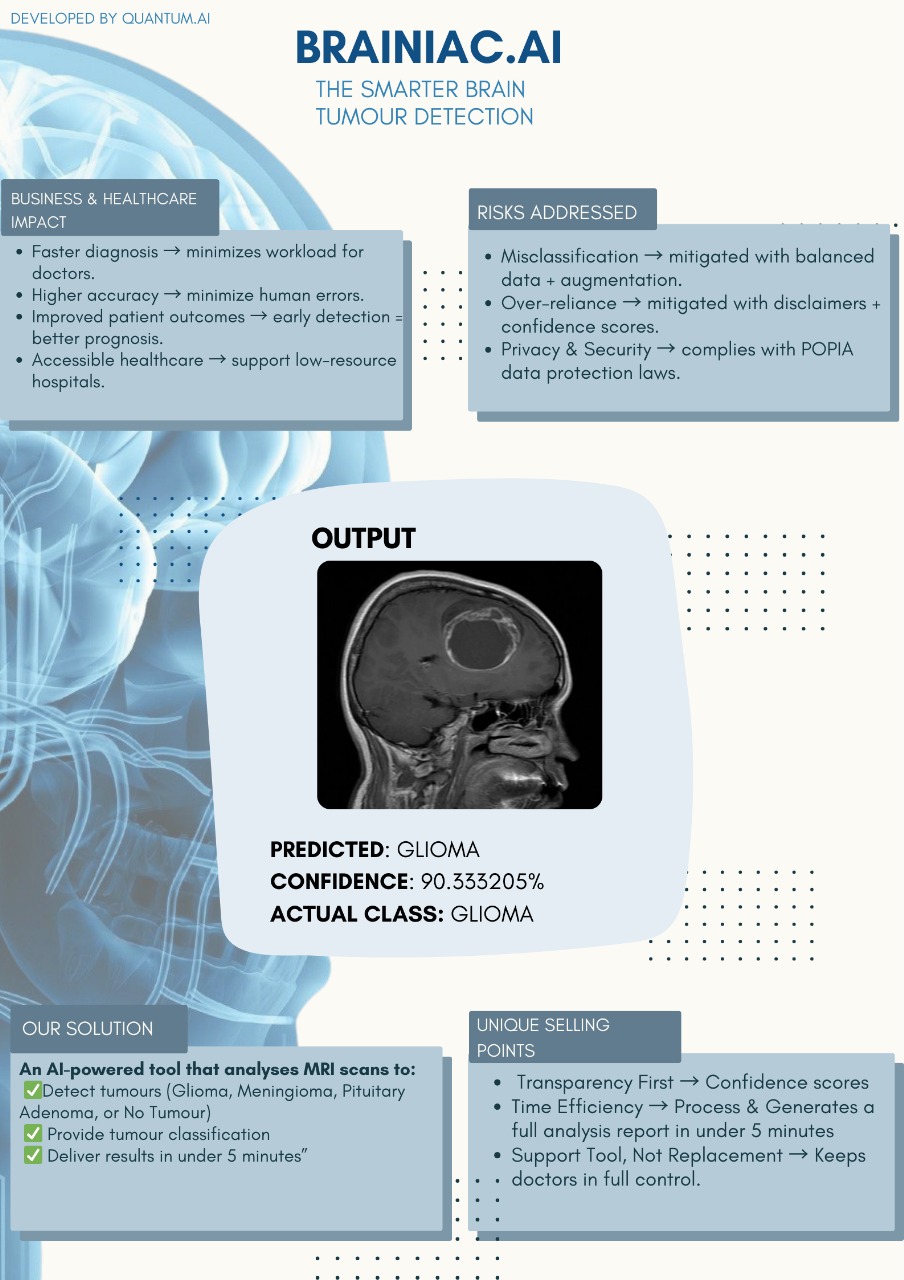 DEVELOPED BY QUANTUM.AI
BRAINIAC.AI
THE SMARTER BRAIN
TUMOUR DETECTION
BUSINESS & HEALTHCARE
IMPACT
• Faster diagnosis → minimizes workload for
doctors.
• Higher accuracy → minimize human errors.
• Improved patient outcomes → early detection =
better prognosis.
• Accessible healthcare → support low-resource
hospitals.
RISKS ADDRESSED
• Misclassification → mitigated with balanced
data + augmentation.
• Over-reliance → mitigated with disclaimers +
confidence scores.
• Privacy & Security → complies with POPIA
data protection laws.
OUTPUT
PREDICTED: GLIOMA
CONFIDENCE: 90.333205%
ACTUAL CLASS: GLIOMA
OUR SOLUTION
An AI-powered tool that analyses MRI scans to:
✅Detect tumours (Glioma, Meningioma, Pituitary
Adenoma, or No Tumour)
✅ Provide tumour classification
✅ Deliver results in under 5 minutes”
UNIQUE SELLING
POINTS
• Transparency First → Confidence scores
• Time Efficiency → Process & Generates a
full analysis report in under 5 minutes
• Support Tool, Not Replacement → Keeps
doctors in full control.